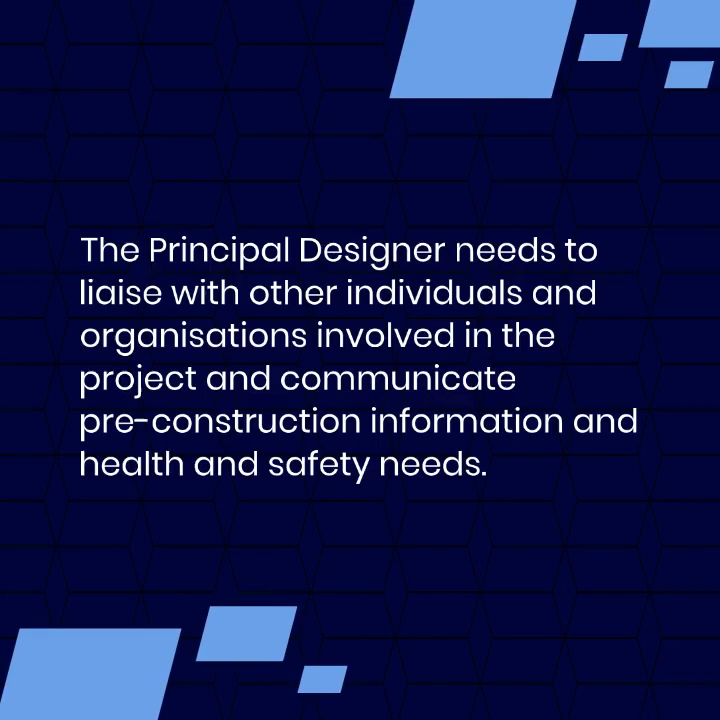 The Principal Designer needs to
liaise with other individuals and
organisations involved in the
project and communicate
pre-construction information and
health and safety needs.